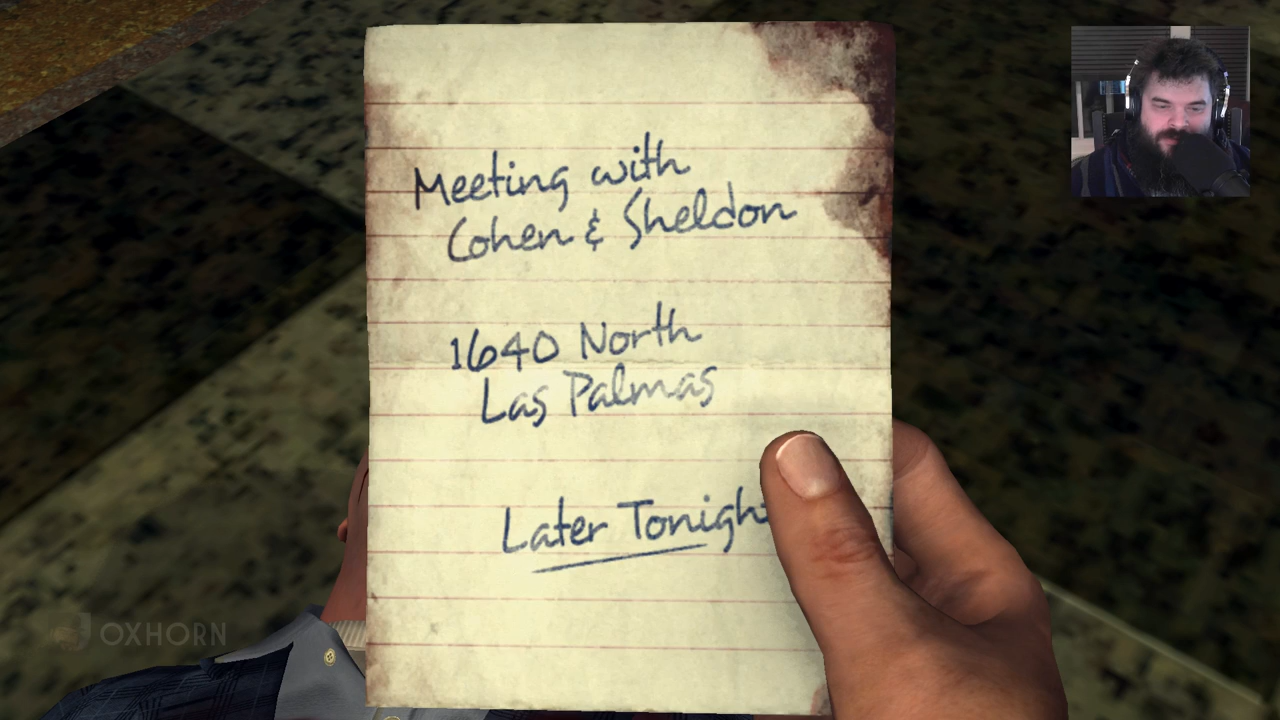 Meeting with
Cohen & Sheldon
1640 North
Las Palmas
Later Tonigh
OXHORN